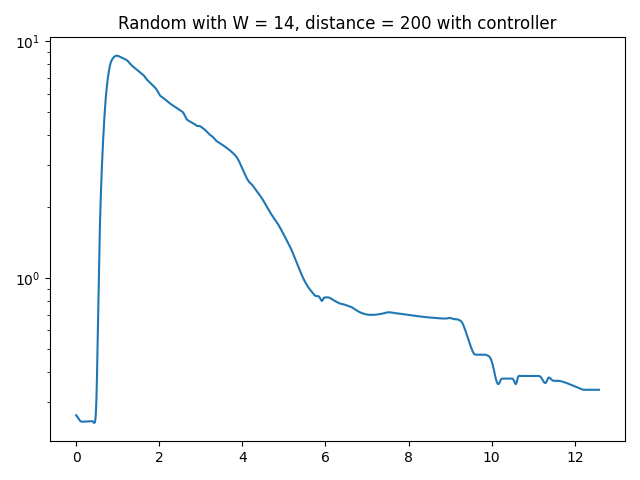 Random with W = 14, distance = 200 with controller
10¹
10⁰
0 2 4 6 8 10 12